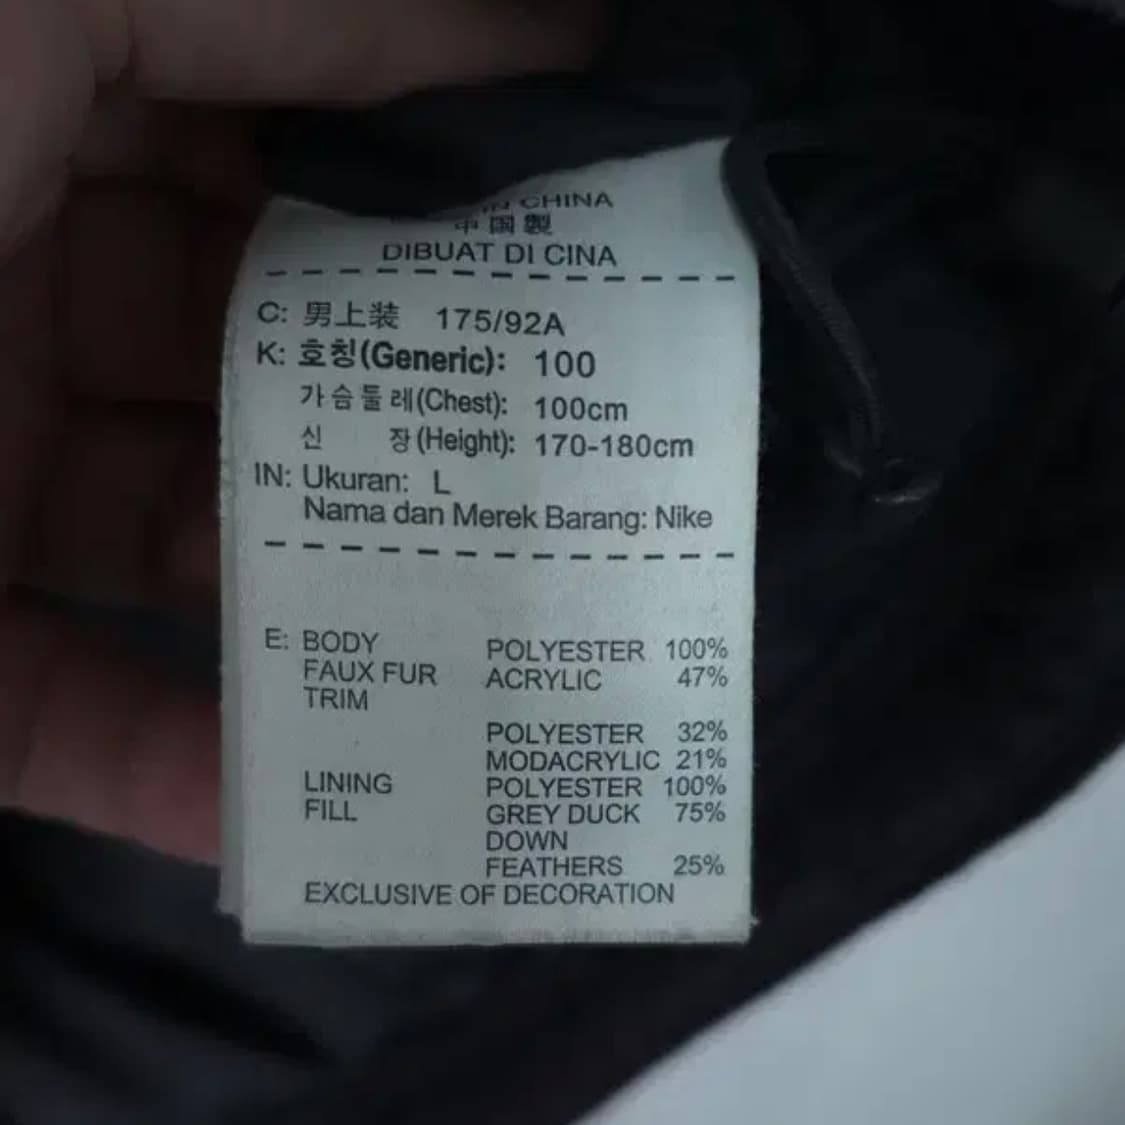 CHINA
中国製
DIBUAT DI CINA
C: 男上装 175/92A
K: 호칭(Generic): 100
가슴둘레(Chest): 100cm
신 장(Height): 170-180cm
IN: Ukuran: L
Nama dan Merek Barang: Nike
E: BODY POLYESTER 100%
FAUX FUR ACRYLIC 47%
TRIM
POLYESTER 32%
MODACRYLIC 21%
LINING POLYESTER 100%
FILL GREY DUCK 75%
DOWN
FEATHERS 25%
EXCLUSIVE OF DECORATION